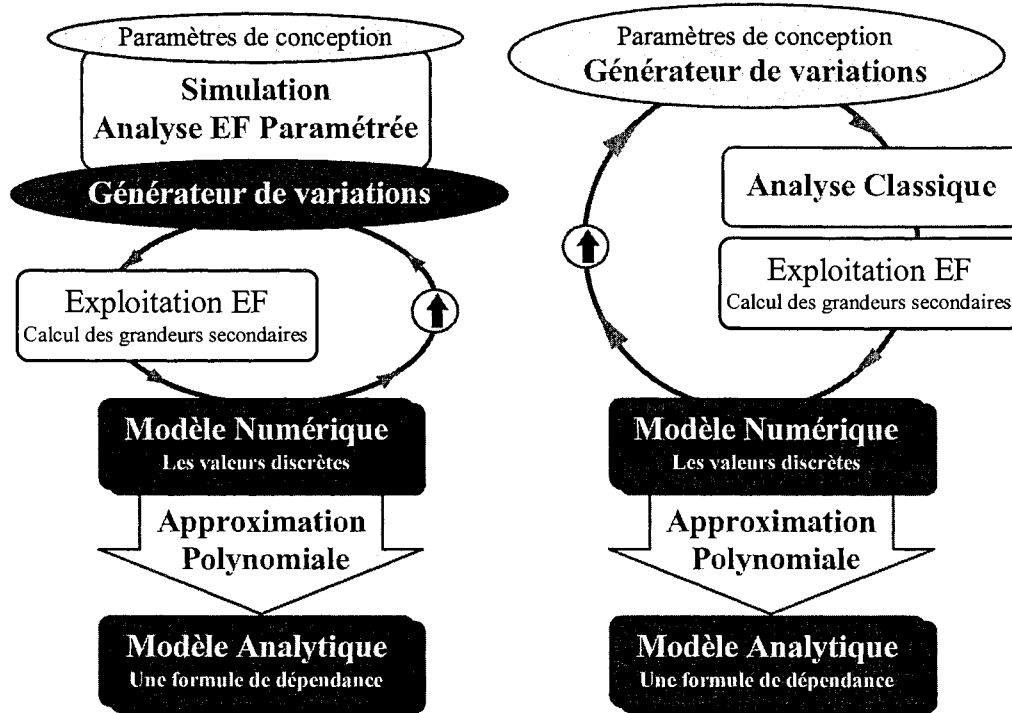 Paramètres de conception
Simulation
Analyse EF Paramétrée
Générateur de variations
Exploitation EF
Calcul des grandeurs secondaires
Modèle Numérique
Les valeurs discrètes
Approximation
Polynomiale
Modèle Analytique
Une formule de dépendance
Paramètres de conception
Générateur de variations
Analyse Classique
Exploitation EF
Calcul des grandeurs secondaires
Modèle Numérique
Les valeurs discrètes
Approximation
Polynomiale
Modèle Analytique
Une formule de dépendance